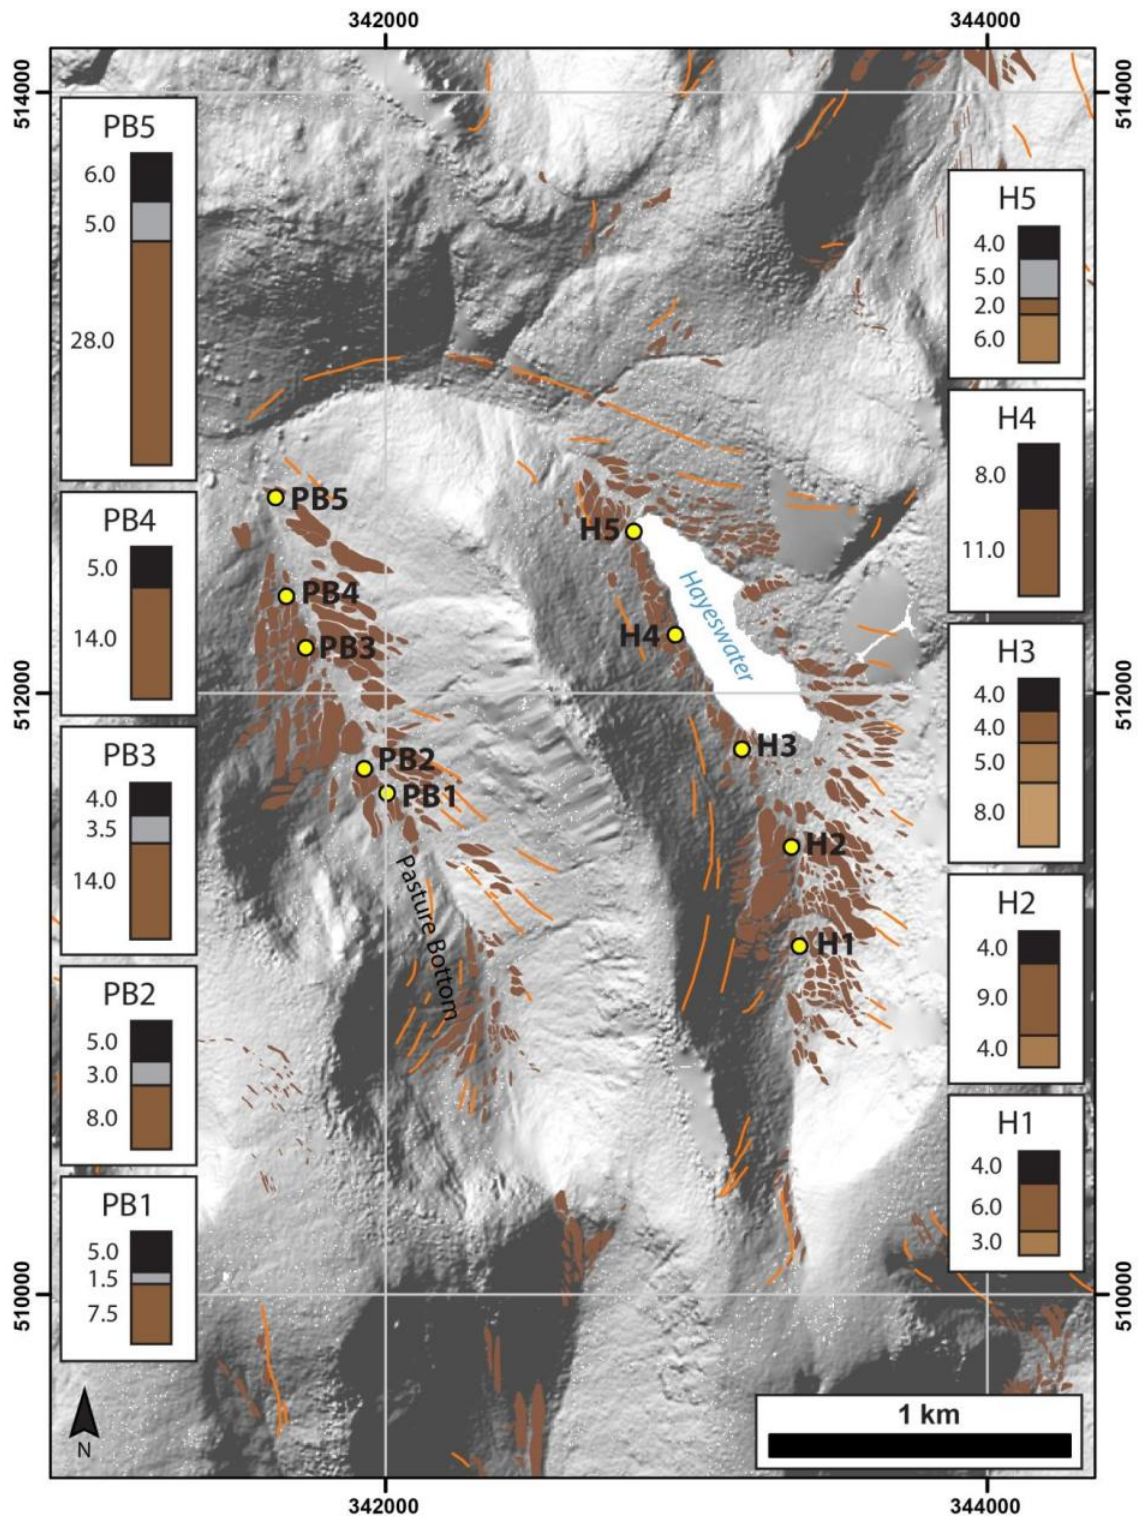 342000
344000
514000
514000
PB5
6.0
5.0
28.0
PB4
5.0
14.0
PB3
4.0
3.5
14.0
PB2
5.0
3.0
8.0
PB1
5.0
1.5
7.5
H5
4.0
5.0
2.0
6.0
H4
8.0
11.0
H3
4.0
4.0
5.0
8.0
H2
4.0
9.0
4.0
H1
4.0
6.0
3.0
PB5
PB4
PB3
PB2
PB1
Pasture Bottom
H5
H4
Hayeswater
H3
H2
H1
512000
512000
510000
510000
N
1 km
342000
344000